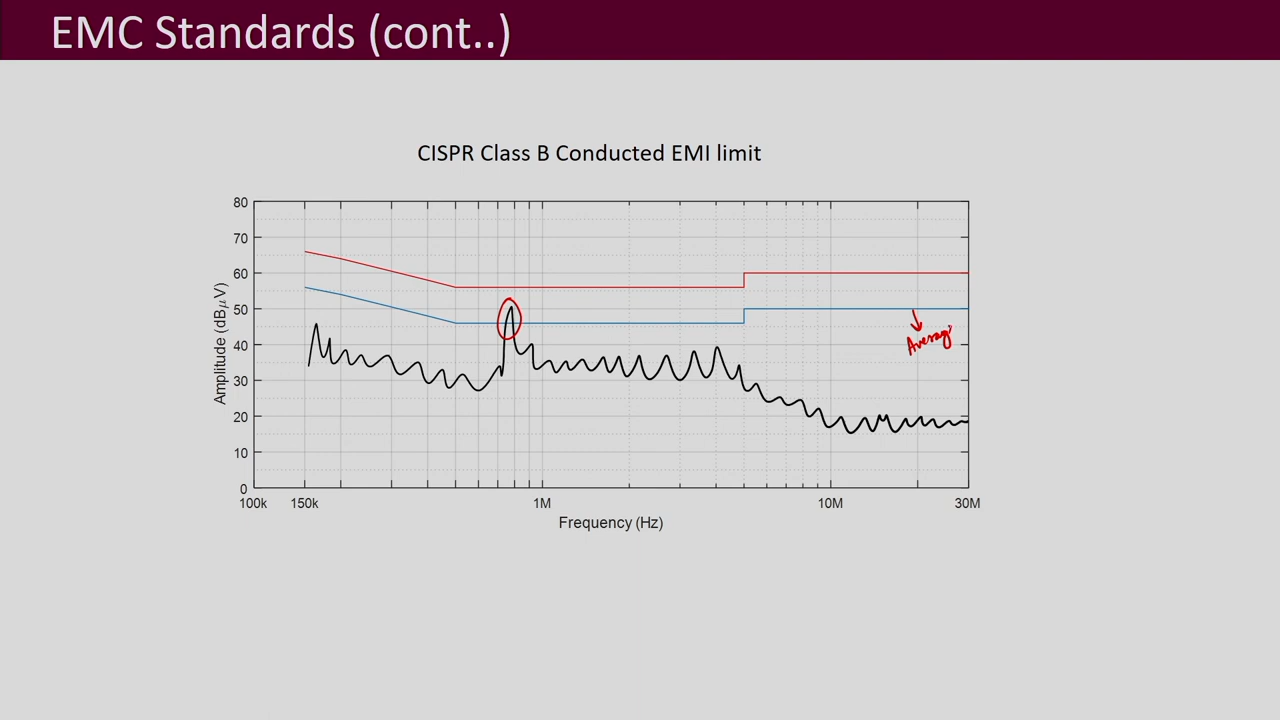 EMC Standards (cont..)
CISPR Class B Conducted EMI limit
80
70
60
50
40
30
20
10
0
Amplitude (dBμV)
Averag
100k 150k 1M 10M 30M
Frequency (Hz)